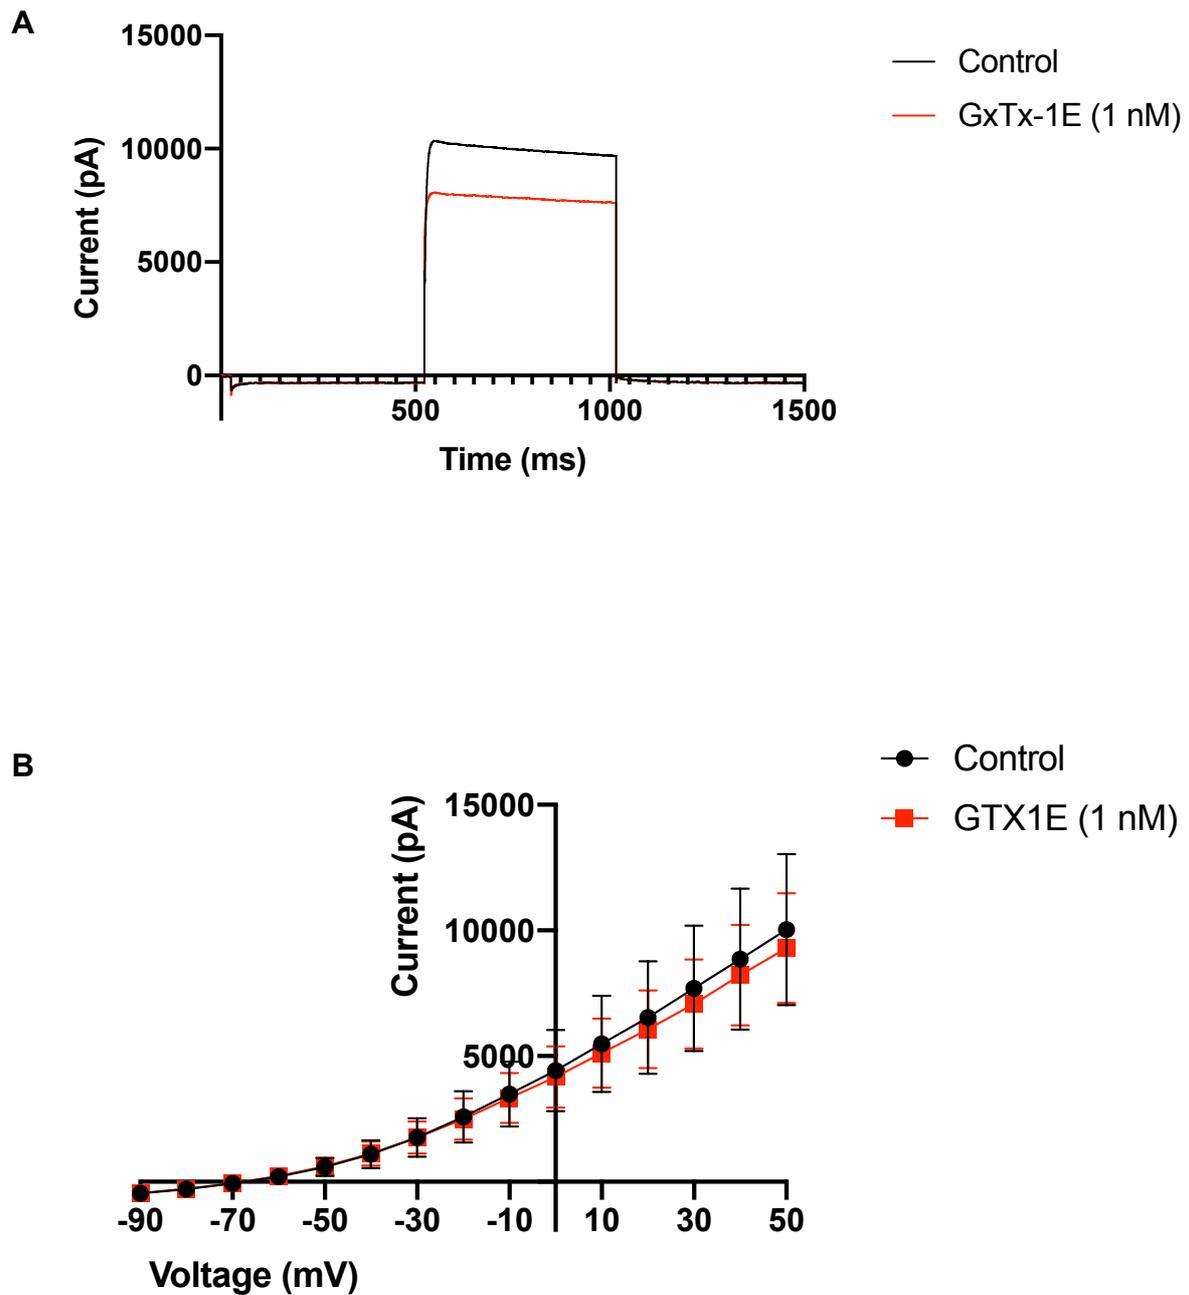 A
15000
10000
5000
0
500
1000
1500
Current (pA)
Time (ms)
Control
GxTx-1E (1 nM)
B
Control
GTX1E (1 nM)
15000
10000
5000
Current (pA)
-90
-70
-50
-30
-10
10
30
50
Voltage (mV)